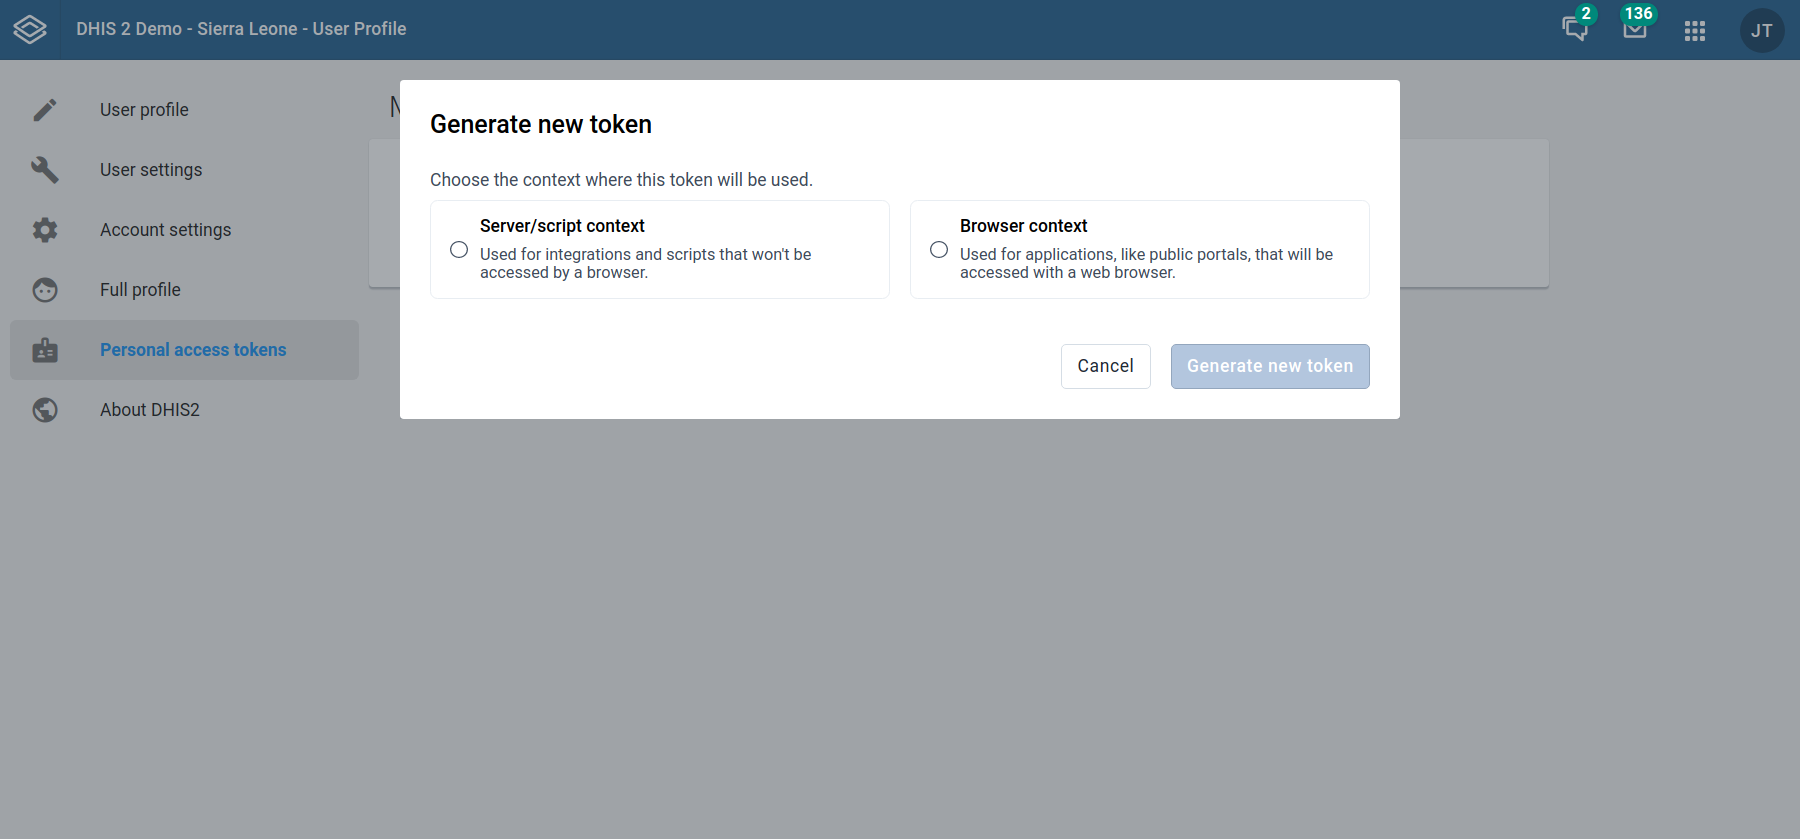 DHIS 2 Demo - Sierra Leone - User Profile
2
136
JT
User profile
User settings
Account settings
Full profile
Personal access tokens
About DHIS2
Generate new token
Choose the context where this token will be used.
Server/script context
Used for integrations and scripts that won't be
accessed by a browser.
Browser context
Used for applications, like public portals, that will be
accessed with a web browser.
Cancel
Generate new token